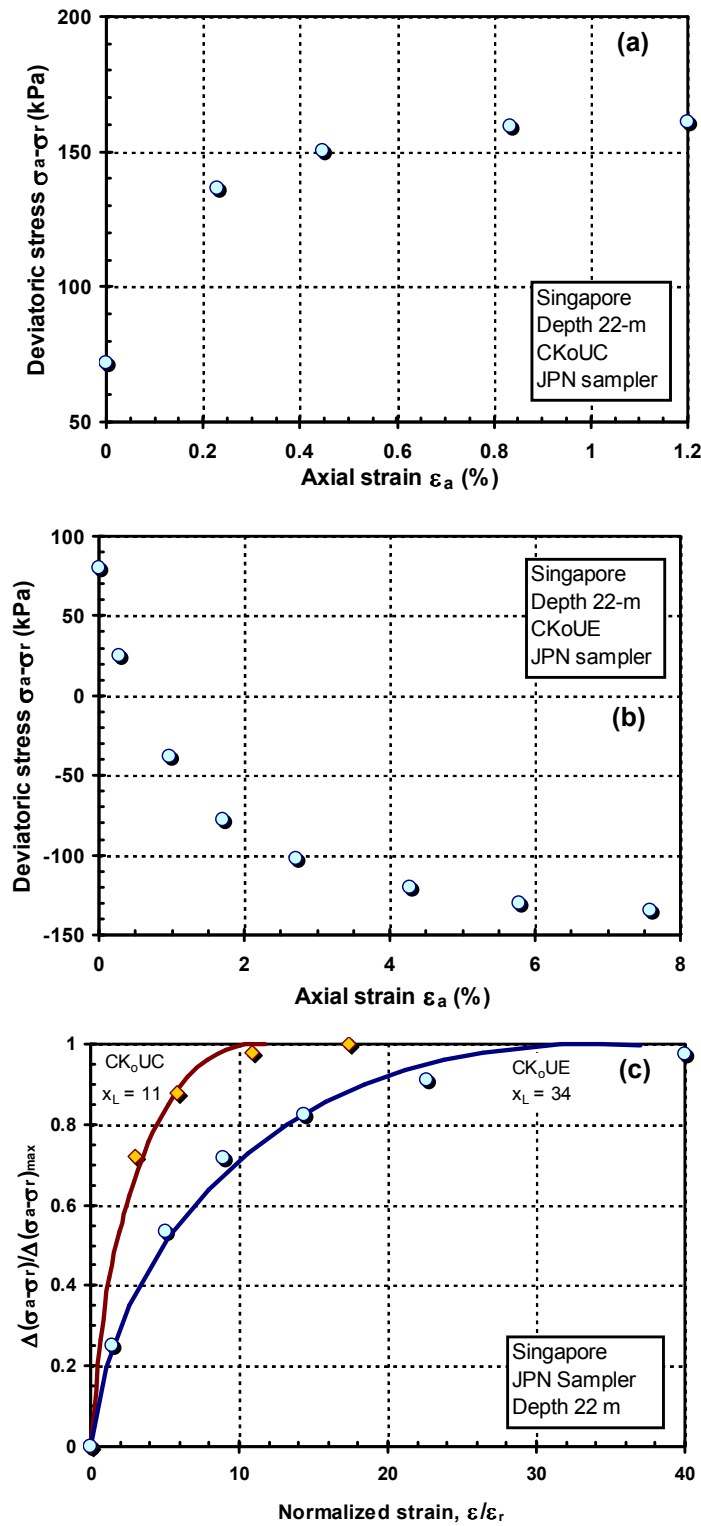 200
(a)
150
100
50
Deviatoric stress σa-σr (kPa)
Singapore
Depth 22-m
CKoUC
JPN sampler
0 0.2 0.4 0.6 0.8 1 1.2
Axial strain εa (%)
100
50
0
-50
-100
-150
Deviatoric stress σa-σr (kPa)
Singapore
Depth 22-m
CKoUE
JPN sampler
(b)
0 2 4 6 8
Axial strain εa (%)
1
0.8
0.6
0.4
0.2
0
Δ(σa-σr)/Δ(σa-σr)max
CKoUC
xL = 11
CKoUE
xL = 34
(c)
Singapore
JPN Sampler
Depth 22 m
0 10 20 30 40
Normalized strain, ε/εr